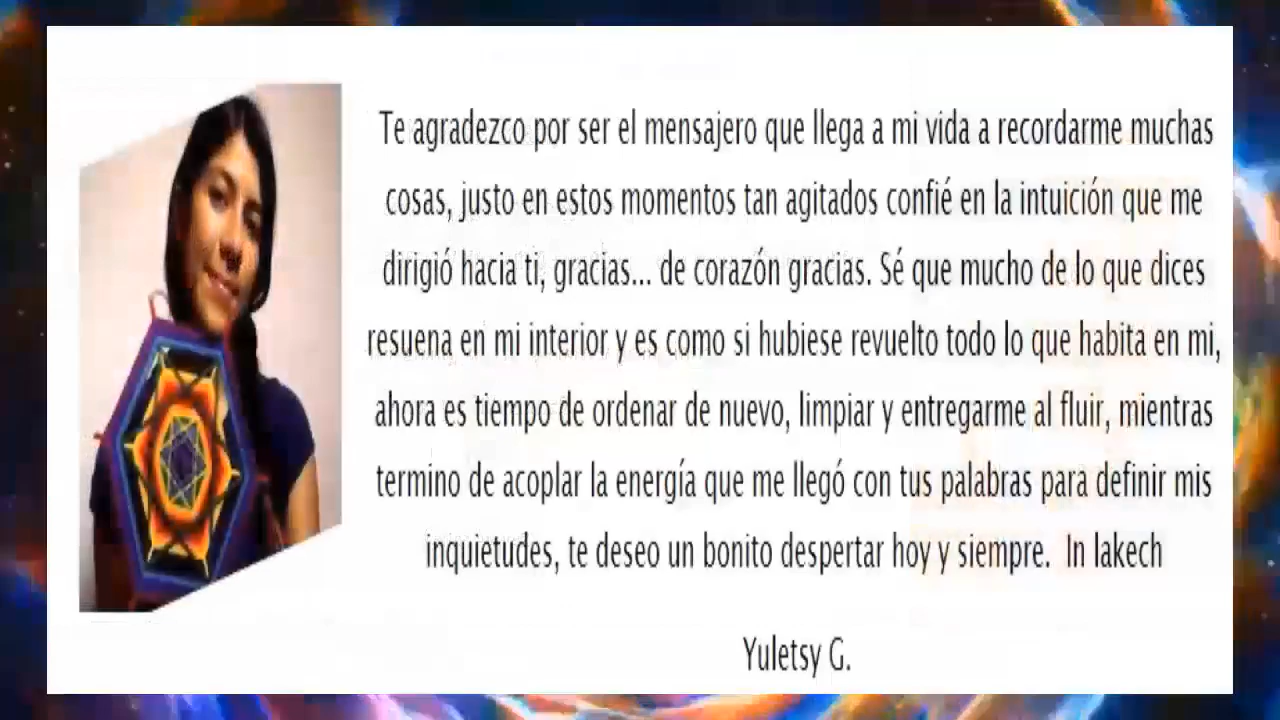 Te agradezco por ser el mensajero que llega a mi vida a recordarme muchas
cosas, justo en estos momentos tan agitados confié en la intuición que me
dirigió hacia ti, gracias... de corazón gracias. Sé que mucho de lo que dices
resuena en mi interior y es como si hubiese revuelto todo lo que habita en mi,
ahora es tiempo de ordenar de nuevo, limpiar y entregarme al fluir, mientras
termino de acoplar la energía que me llegó con tus palabras para definir mis
inquietudes, te deseo un bonito despertar hoy y siempre.  In lakech
Yuletsy G.